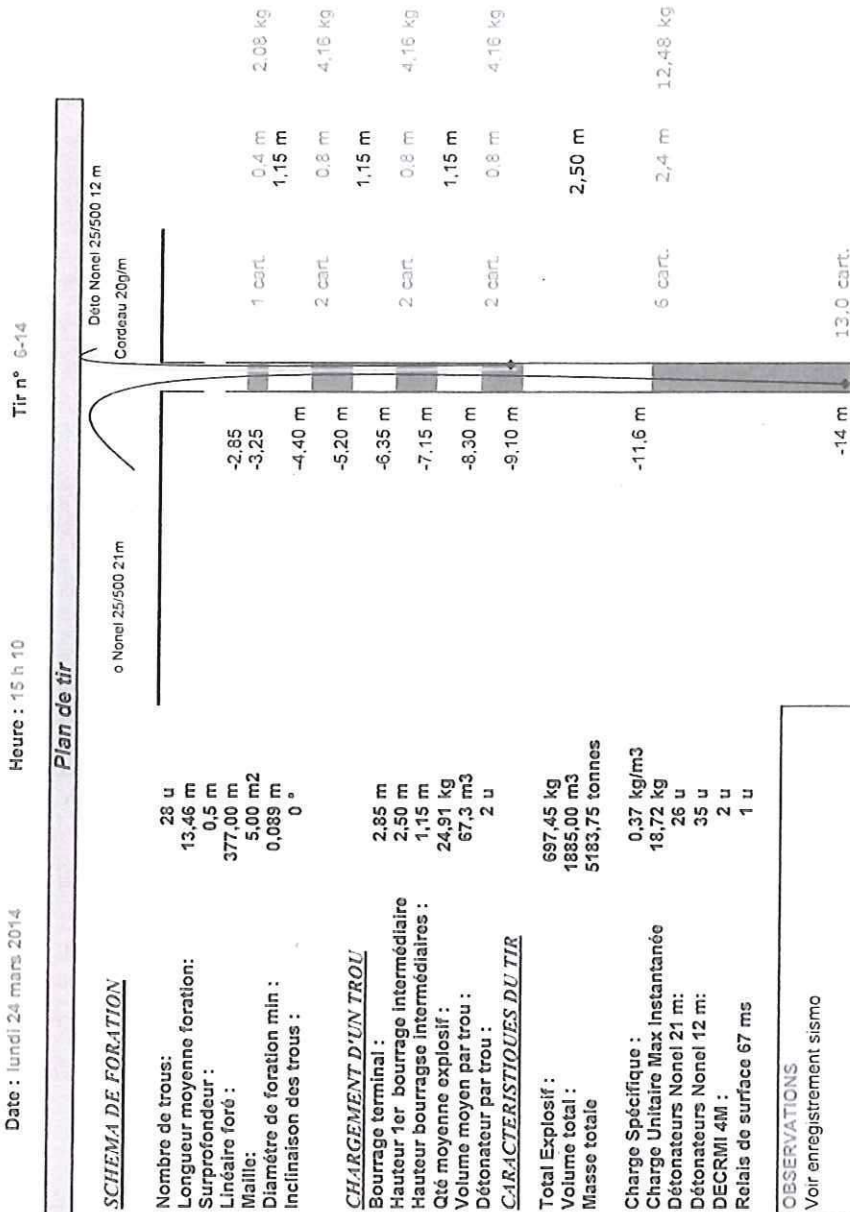 Date : lundi 24 mars 2014 Heure : 15 h 10 Tir n° 6-14
Plan de tir
SCHEMA DE FORATION
Nombre de trous: 28 u
Longueur moyenne foration: 13,46 m
Surprofondeur : 0,5 m
Linéaire foré : 377,00 m
Maille: 5,00 m2
Diamétre de foration min : 0,089 m
Inclinaison des trous : 0 °
CHARGEMENT D'UN TROU
Bourrage terminal : 2,85 m
Hauteur 1er bourrage intermédiaire 2,50 m
Hauteur bourragse intermédiaires : 1,15 m
Qté moyenne explosif : 24,91 kg
Volume moyen par trou : 67,3 m3
Détonateur par trou : 2 u
CARACTERISTIQUES DU TIR
Total Explosif : 697,45 kg
Volume total : 1885,00 m3
Masse totale 5183,75 tonnes
Charge Spécifique : 0,37 kg/m3
Charge Unitaire Max Instantanée 18,72 kg
Détonateurs Nonel 21 m: 26 u
Détonateurs Nonel 12 m: 35 u
DECRMI 4M : 2 u
Relais de surface 67 ms 1 u
OBSERVATIONS
Voir enregistrement sismo
o Nonel 25/500 21m
Déto Nonel 25/500 12 m
Cordeau 20g/m
-2,85
-3,25
-4,40 m
-5,20 m
-6,35 m
-7,15 m
-8,30 m
-9,10 m
-11,6 m
-14 m
1 cart. 0,4 m 2,08 kg
1,15 m
2 cart. 0,8 m 4,16 kg
1,15 m
2 cart. 0,8 m 4,16 kg
1,15 m
2 cart. 0,8 m 4,16 kg
2,50 m
6 cart. 2,4 m 12,48 kg
13,0 cart.